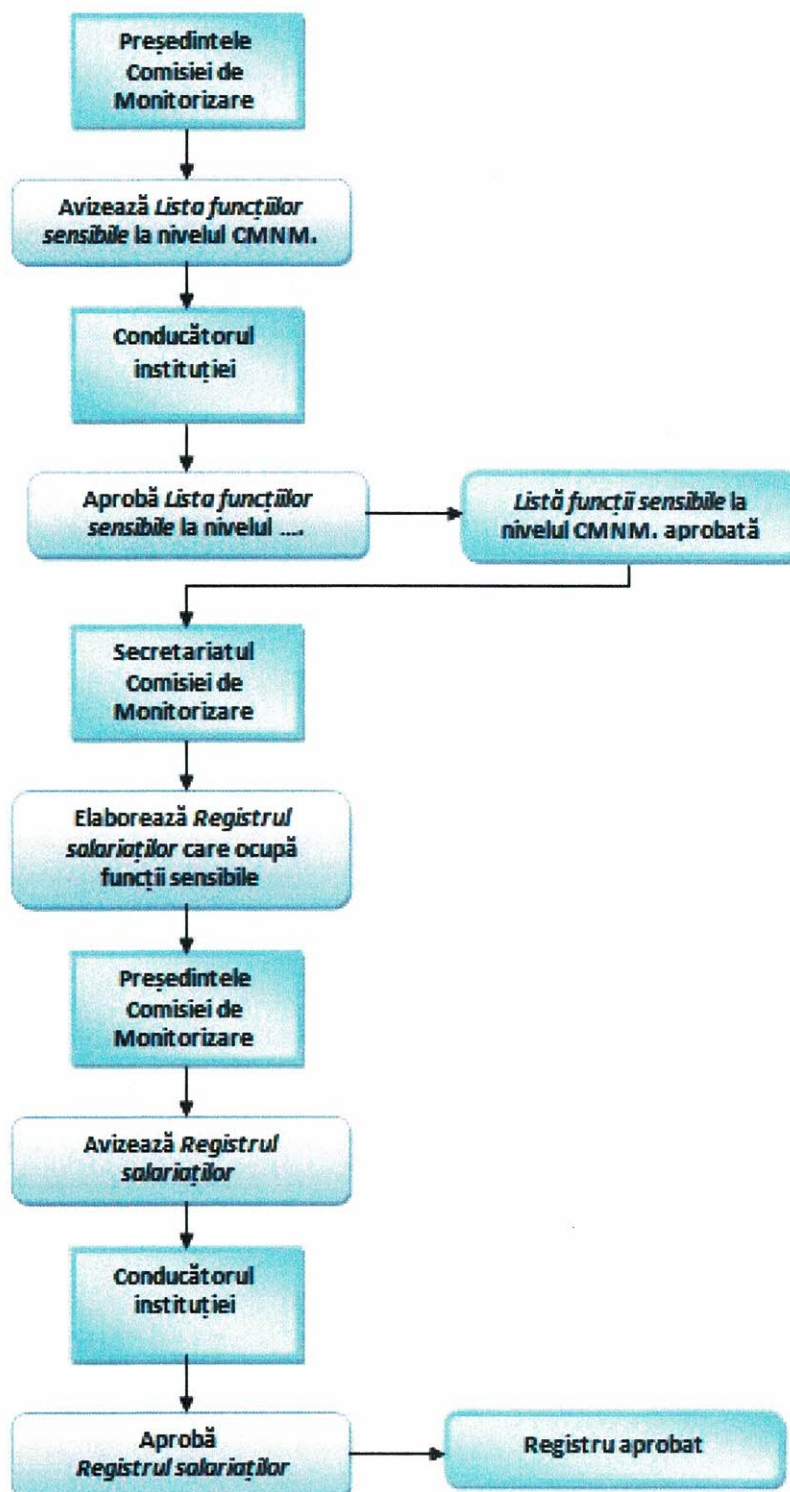 Președintele
Comisiei de
Monitorizare
Avizează Lista funcțiilor
sensibile la nivelul CMNM.
Conducătorul
instituției
Aprobă Lista funcțiilor
sensibile la nivelul ....
Listă funcții sensibile la
nivelul CMNM. aprobată
Secretariatul
Comisiei de
Monitorizare
Elaborează Registrul
salariaților care ocupă
funcții sensibile
Președintele
Comisiei de
Monitorizare
Avizează Registrul
salariaților
Conducătorul
instituției
Aprobă
Registrul salariaților
Registru aprobat